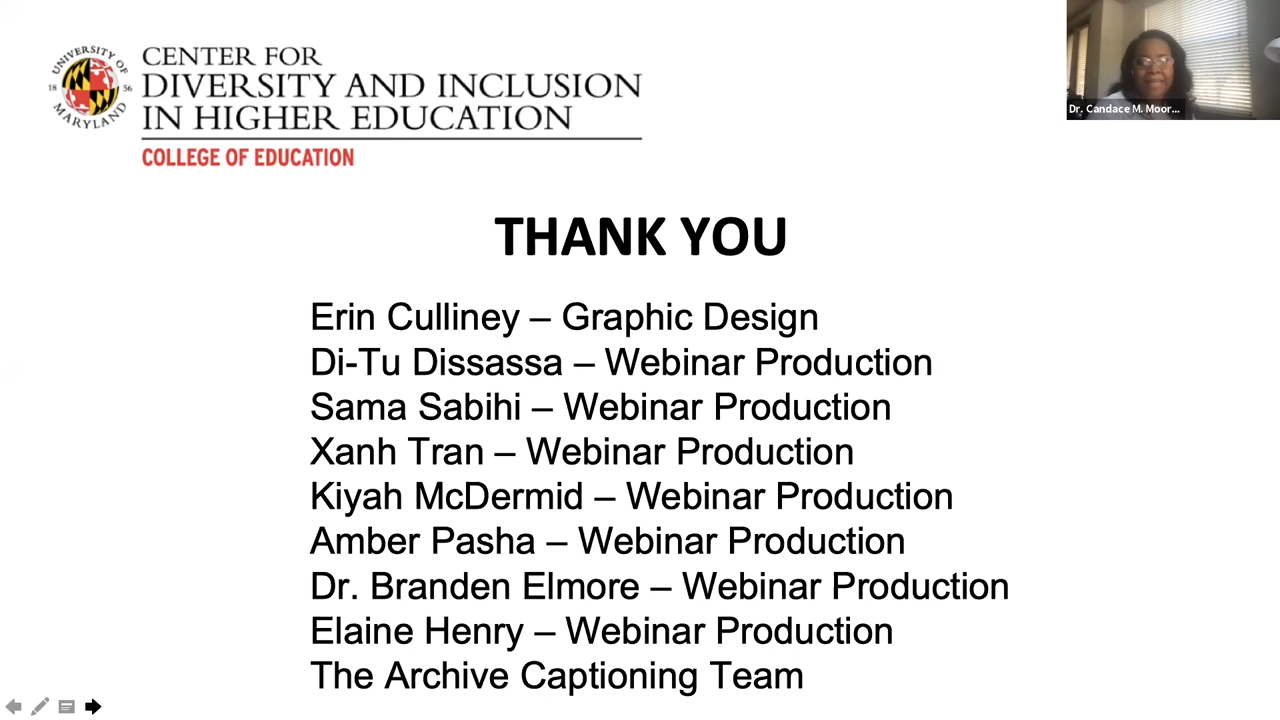 UNIVERSITY OF
18 56
MARYLAND
CENTER FOR
DIVERSITY AND INCLUSION
IN HIGHER EDUCATION
COLLEGE OF EDUCATION
Dr. Candace M. Moor...
THANK YOU
Erin Culliney – Graphic Design
Di-Tu Dissassa – Webinar Production
Sama Sabihi – Webinar Production
Xanh Tran – Webinar Production
Kiyah McDermid – Webinar Production
Amber Pasha – Webinar Production
Dr. Branden Elmore – Webinar Production
Elaine Henry – Webinar Production
The Archive Captioning Team